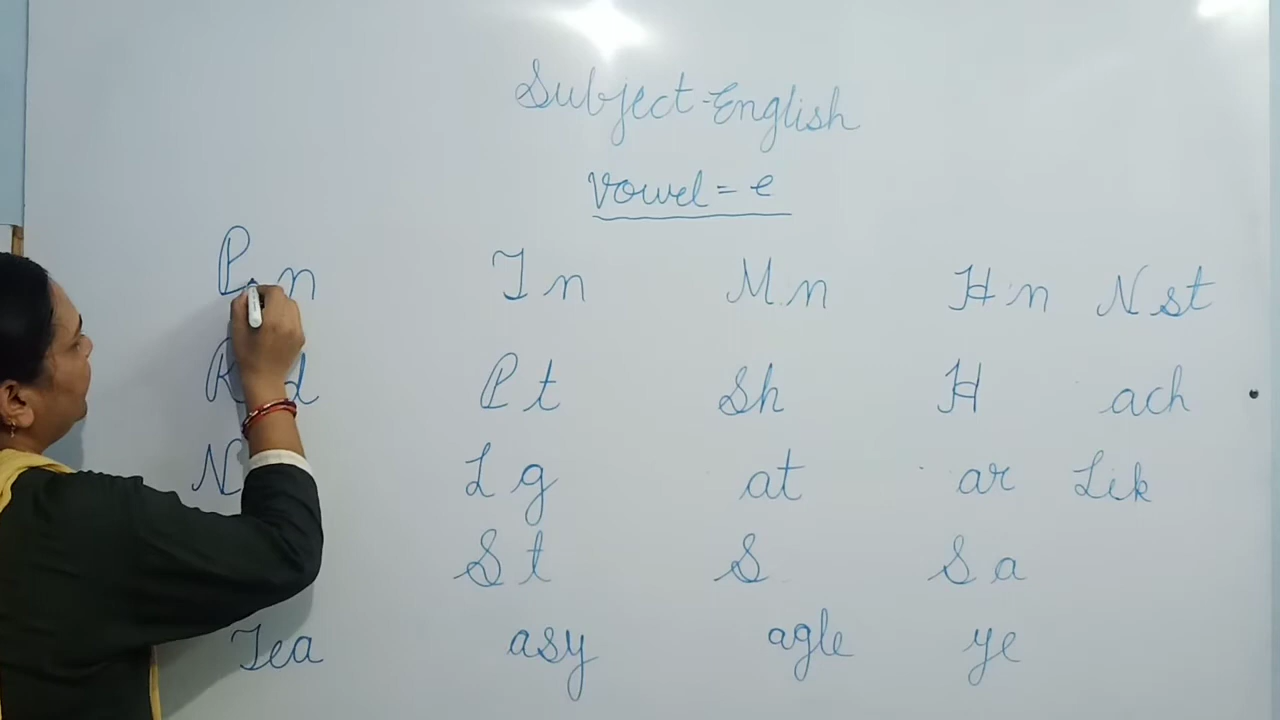 Subject-English
Vowel = e
P n T n M n H n N st
R d P t Sh H ach
N L g at ar Lik
S t S S a
Tea asy agle ye